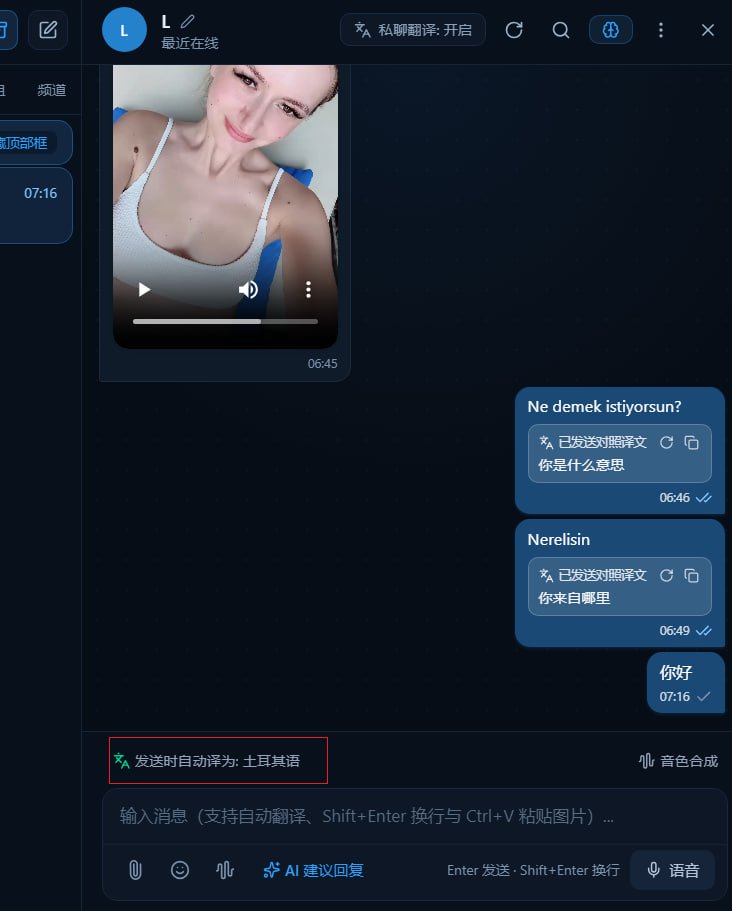 L
L
最近在线
私聊翻译: 开启
频道
顶部框
07:16
06:45
Ne demek istiyorsun?
已发送对照译文
你是什么意思
06:46
Nerelisin
已发送对照译文
你来自哪里
06:49
你好
07:16
发送时自动译为: 土耳其语
音色合成
输入消息（支持自动翻译、Shift+Enter 换行与 Ctrl+V 粘贴图片）...
AI 建议回复
Enter 发送 · Shift+Enter 换行
语音